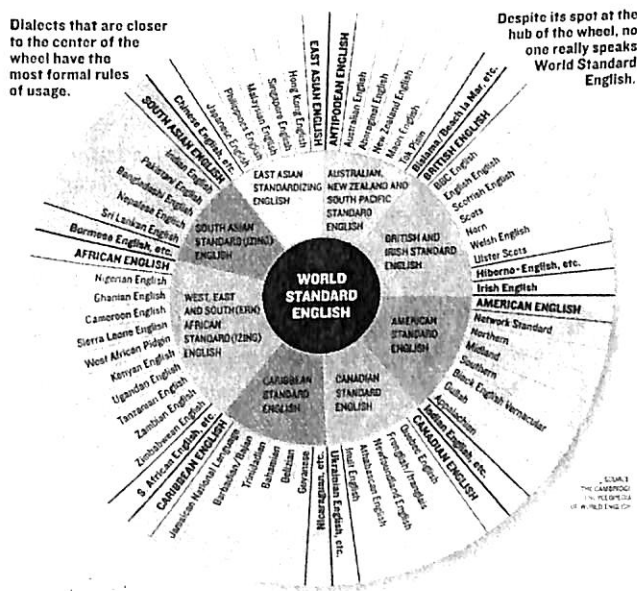 Dialects that are closer
to the center of the
wheel have the
most formal rules
of usage.
Despite its spot at the
hub of the wheel, no
one really speaks
World Standard
English.
WORLD
STANDARD
ENGLISH
EAST ASIAN
STANDARDIZING
ENGLISH
AUSTRALIAN,
NEW ZEALAND AND
SOUTH PACIFIC
STANDARD
ENGLISH
BRITISH AND
IRISH STANDARD
ENGLISH
AMERICAN
STANDARD
ENGLISH
CANADIAN
STANDARD
ENGLISH
CARIBBEAN
STANDARD
ENGLISH
WEST, EAST
AND SOUTH(ERN)
AFRICAN
STANDARD(IZING)
ENGLISH
SOUTH ASIAN
STANDARD(IZING)
ENGLISH
ANTIPODEAN ENGLISH
Australian English
Aboriginal English
New Zealand English
Maori English
Tok Pisin
Bislama/Beach la Mar, etc.
BRITISH ENGLISH
BBC English
English English
Scottish English
Scots
Norn
Welsh English
Ulster Scots
Hiberno-English, etc.
Irish English
AMERICAN ENGLISH
Network Standard
Northern
Midland
Southern
Black English Vernacular
Gullah
Appalachian
Indian English, etc.
CANADIAN ENGLISH
Quebec English
Frenglish/franglais
Newfoundland English
Athabascan English
Inuit English
Ukrainian English, etc.
Nicaraguan, etc.
Guyanese
Belizian
Bahamian
Trinidadian
Barbadian/Bajan
Jamaican National Language
CARIBBEAN ENGLISH
S. African English, etc.
Zimbabwean English
Zambian English
Tanzanian English
Ugandan English
Kenyan English
West African Pidgin
Sierra Leone English
Cameroon English
Ghanian English
Nigerian English
AFRICAN ENGLISH
Burmese English, etc.
Sri Lankan English
Nepalese English
Bangladeshi English
Pakistani English
Indian English
SOUTH ASIAN ENGLISH
Chinese English, etc.
Japanese English
Philippines English
Malaysian English
Singapore English
Hong Kong English
EAST ASIAN ENGLISH
SOURCE:
THE CAMBRIDGE
ENCYCLOPEDIA
OF WORLD ENGLISH